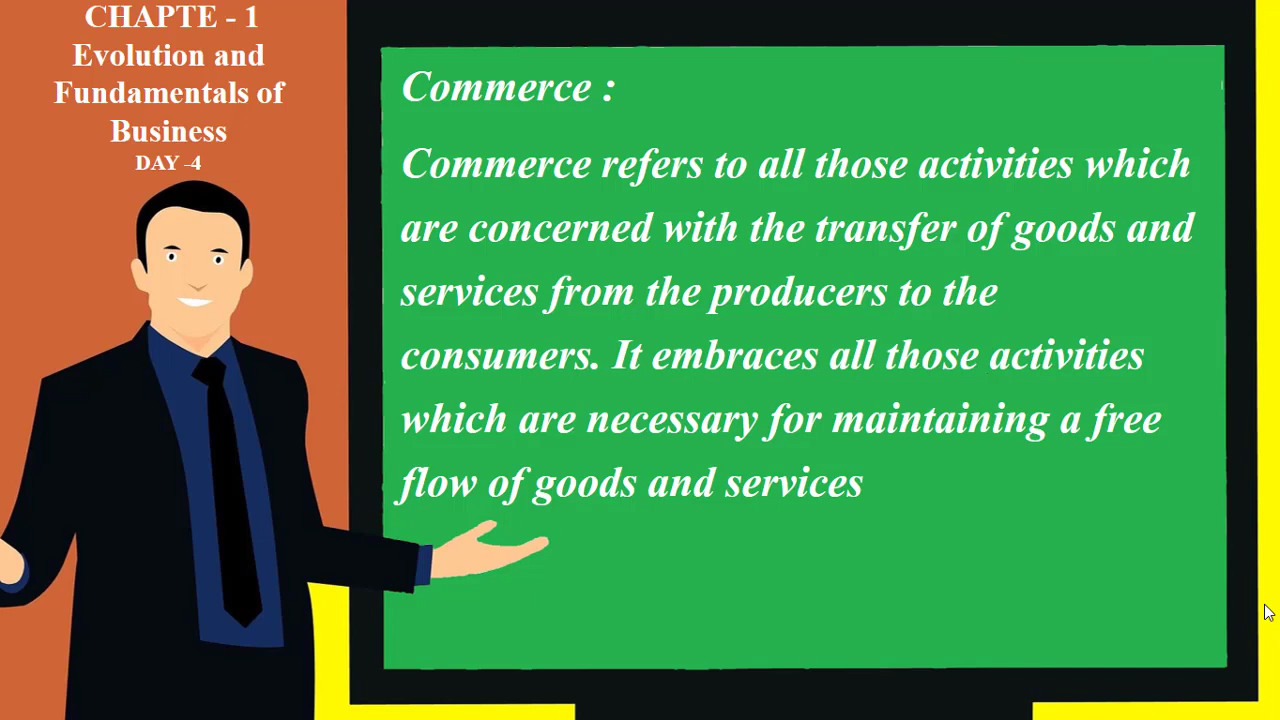 CHAPTE - 1
Evolution and
Fundamentals of
Business
DAY -4
Commerce :
Commerce refers to all those activities which
are concerned with the transfer of goods and
services from the producers to the
consumers. It embraces all those activities
which are necessary for maintaining a free
flow of goods and services